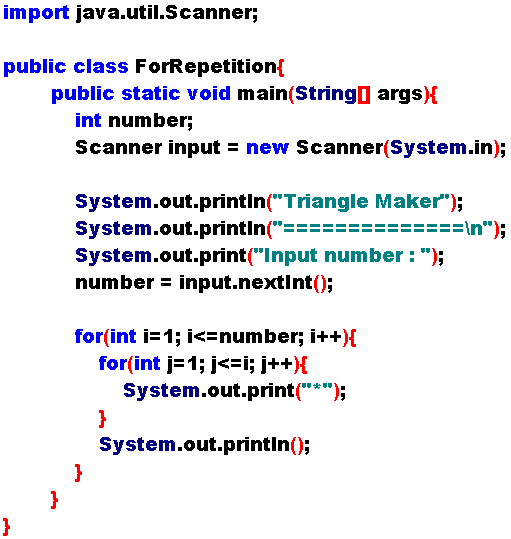 import java.util.Scanner;
public class ForRepetition{
public static void main(String[] args){
int number;
Scanner input = new Scanner(System.in);
System.out.println("Triangle Maker");
System.out.println("==============\n");
System.out.print("Input number : ");
number = input.nextInt();
for(int i=1; i<=number; i++){
for(int j=1; j<=i; j++){
System.out.print("*");
}
System.out.println();
}
}
}